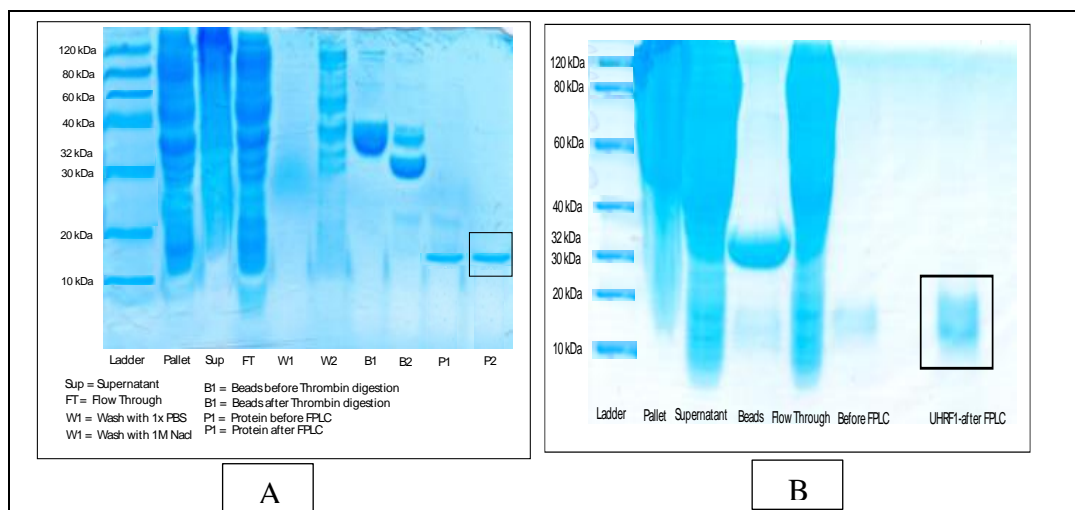 120 kDa
80 kDa
60 kDa
40 kDa
32 kDa
30 kDa
20 kDa
10 kDa
Ladder Pallet Sup FT W1 W2 B1 B2 P1 P2
Sup = Supernatant
FT = Flow Through
W1 = Wash with 1x PBS
W1 = Wash with 1M Nacl
B1 = Beads before Thrombin digestion
B1 = Beads after Thrombin digestion
P1 = Protein before FPLC
P1 = Protein after FPLC
A
120 kDa
80 kDa
60 kDa
40 kDa
32 kDa
30 kDa
20 kDa
10 kDa
Ladder Pallet Supernatant Beads Flow Through Before FPLC UHRF1-after FPLC
B